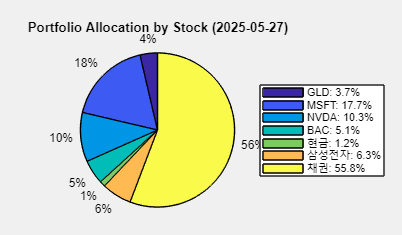 Portfolio Allocation by Stock (2025-05-27)
4%
18%
10%
5%
1%
6%
56%
GLD: 3.7%
MSFT: 17.7%
NVDA: 10.3%
BAC: 5.1%
현금: 1.2%
삼성전자: 6.3%
채권: 55.8%